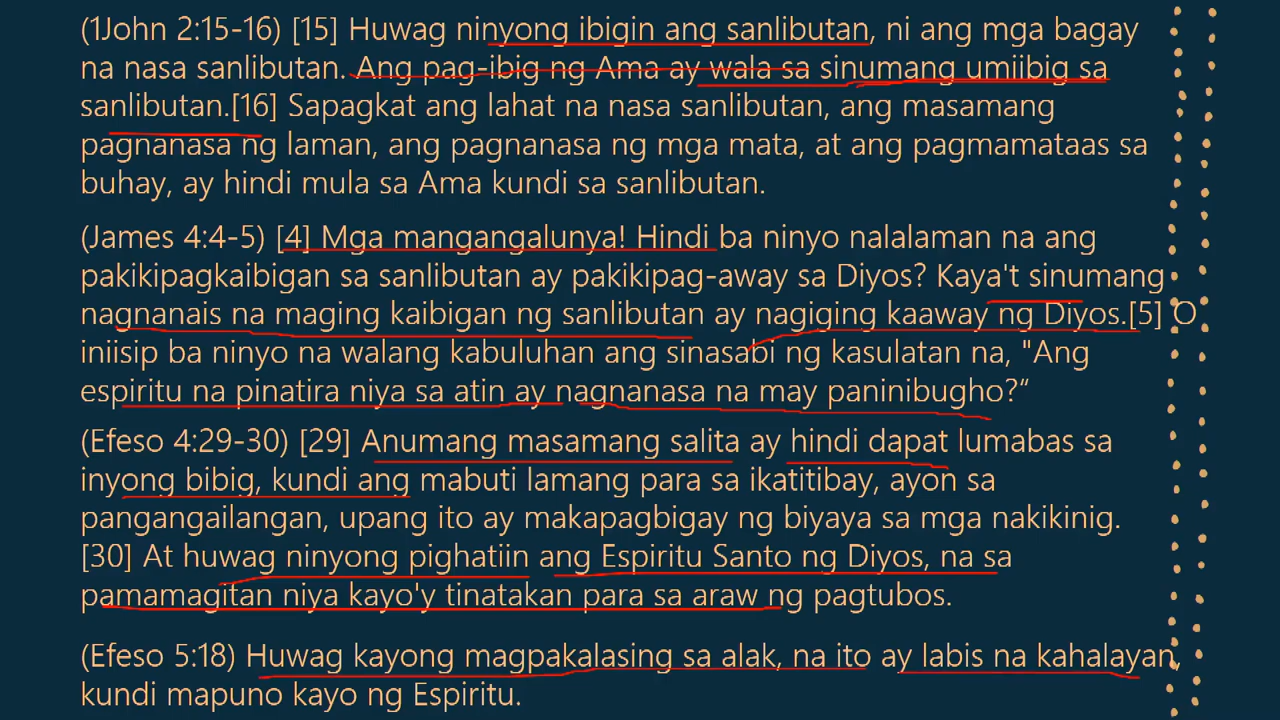 (1John 2:15-16) [15] Huwag ninyong ibigin ang sanlibutan, ni ang mga bagay
na nasa sanlibutan. Ang pag-ibig ng Ama ay wala sa sinumang umiibig sa
sanlibutan.[16] Sapagkat ang lahat na nasa sanlibutan, ang masamang
pagnanasa ng laman, ang pagnanasa ng mga mata, at ang pagmamataas sa
buhay, ay hindi mula sa Ama kundi sa sanlibutan.
(James 4:4-5) [4] Mga mangangalunya! Hindi ba ninyo nalalaman na ang
pakikipagkaibigan sa sanlibutan ay pakikipag-away sa Diyos? Kaya't sinumang
nagnanais na maging kaibigan ng sanlibutan ay nagiging kaaway ng Diyos.[5] O
iniisip ba ninyo na walang kabuluhan ang sinasabi ng kasulatan na, "Ang
espiritu na pinatira niya sa atin ay nagnanasa na may paninibugho?“
(Efeso 4:29-30) [29] Anumang masamang salita ay hindi dapat lumabas sa
inyong bibig, kundi ang mabuti lamang para sa ikatitibay, ayon sa
pangangailangan, upang ito ay makapagbigay ng biyaya sa mga nakikinig.
[30] At huwag ninyong pighatiin ang Espiritu Santo ng Diyos, na sa
pamamagitan niya kayo'y tinatakan para sa araw ng pagtubos.
(Efeso 5:18) Huwag kayong magpakalasing sa alak, na ito ay labis na kahalayan,
kundi mapuno kayo ng Espiritu.